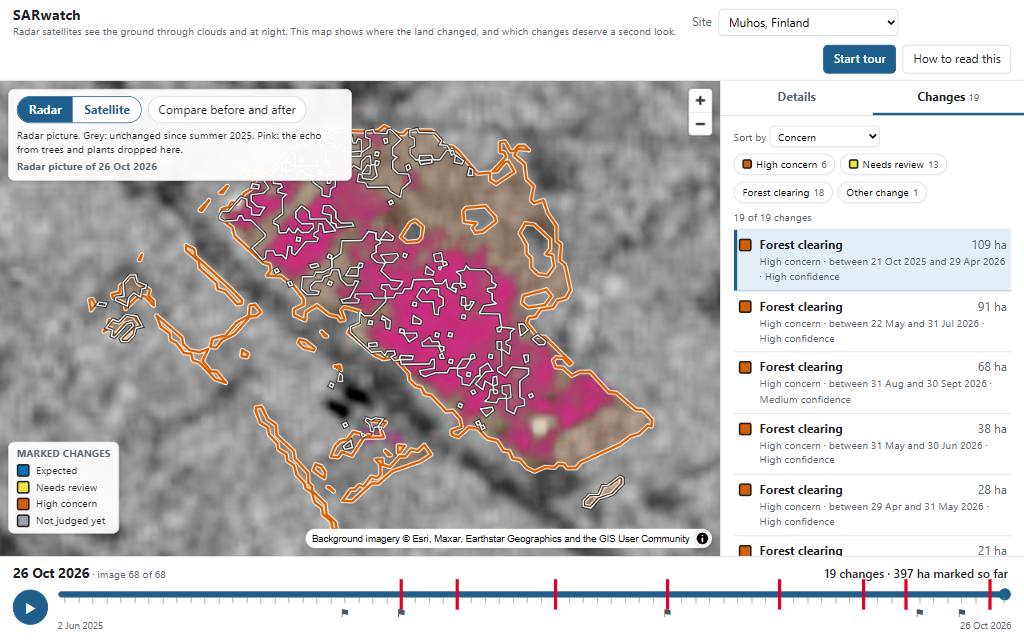 SARwatch
Radar satellites see the ground through clouds and at night. This map shows where the land changed, and which changes deserve a second look.
Site
Muhos, Finland
Start tour
How to read this
Radar
Satellite
Compare before and after
Radar picture. Grey: unchanged since summer 2025. Pink: the echo
from trees and plants dropped here.
Radar picture of 26 Oct 2026
+
−
MARKED CHANGES
Expected
Needs review
High concern
Not judged yet
Background imagery © Esri, Maxar, Earthstar Geographics and the GIS User Community
Details
Changes 19
Sort by
Concern
High concern 6
Needs review 13
Forest clearing 18
Other change 1
19 of 19 changes
Forest clearing 109 ha
High concern · between 21 Oct 2025 and 29 Apr 2026
· High confidence
Forest clearing 91 ha
High concern · between 22 May and 31 Jul 2026 ·
High confidence
Forest clearing 68 ha
High concern · between 31 Aug and 30 Sept 2026 ·
Medium confidence
Forest clearing 38 ha
High concern · between 31 May and 30 Jun 2026 ·
High confidence
Forest clearing 28 ha
High concern · between 29 Apr and 31 May 2026 ·
High confidence
Forest clearing 21 ha
26 Oct 2026 · image 68 of 68
19 changes · 397 ha marked so far
2 Jun 2025
26 Oct 2026